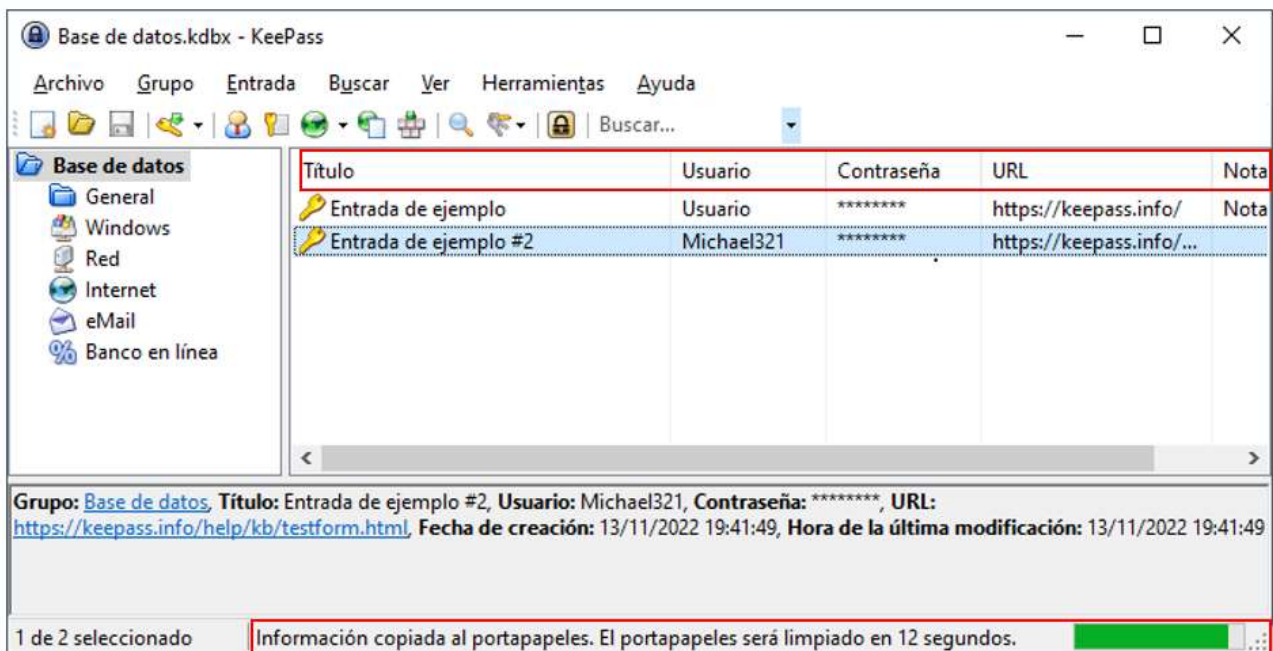 Base de datos.kdbx - KeePass
Archivo Grupo Entrada Buscar Ver Herramientas Ayuda
Buscar...
Base de datos
General
Windows
Red
Internet
eMail
Banco en línea
Título Usuario Contraseña URL Nota
Entrada de ejemplo Usuario ******** https://keepass.info/ Nota
Entrada de ejemplo #2 Michael321 ******** https://keepass.info/...
Grupo: Base de datos, Título: Entrada de ejemplo #2, Usuario: Michael321, Contraseña: ********, URL:
https://keepass.info/help/kb/testform.html, Fecha de creación: 13/11/2022 19:41:49, Hora de la última modificación: 13/11/2022 19:41:49
1 de 2 seleccionado Información copiada al portapapeles. El portapapeles será limpiado en 12 segundos.